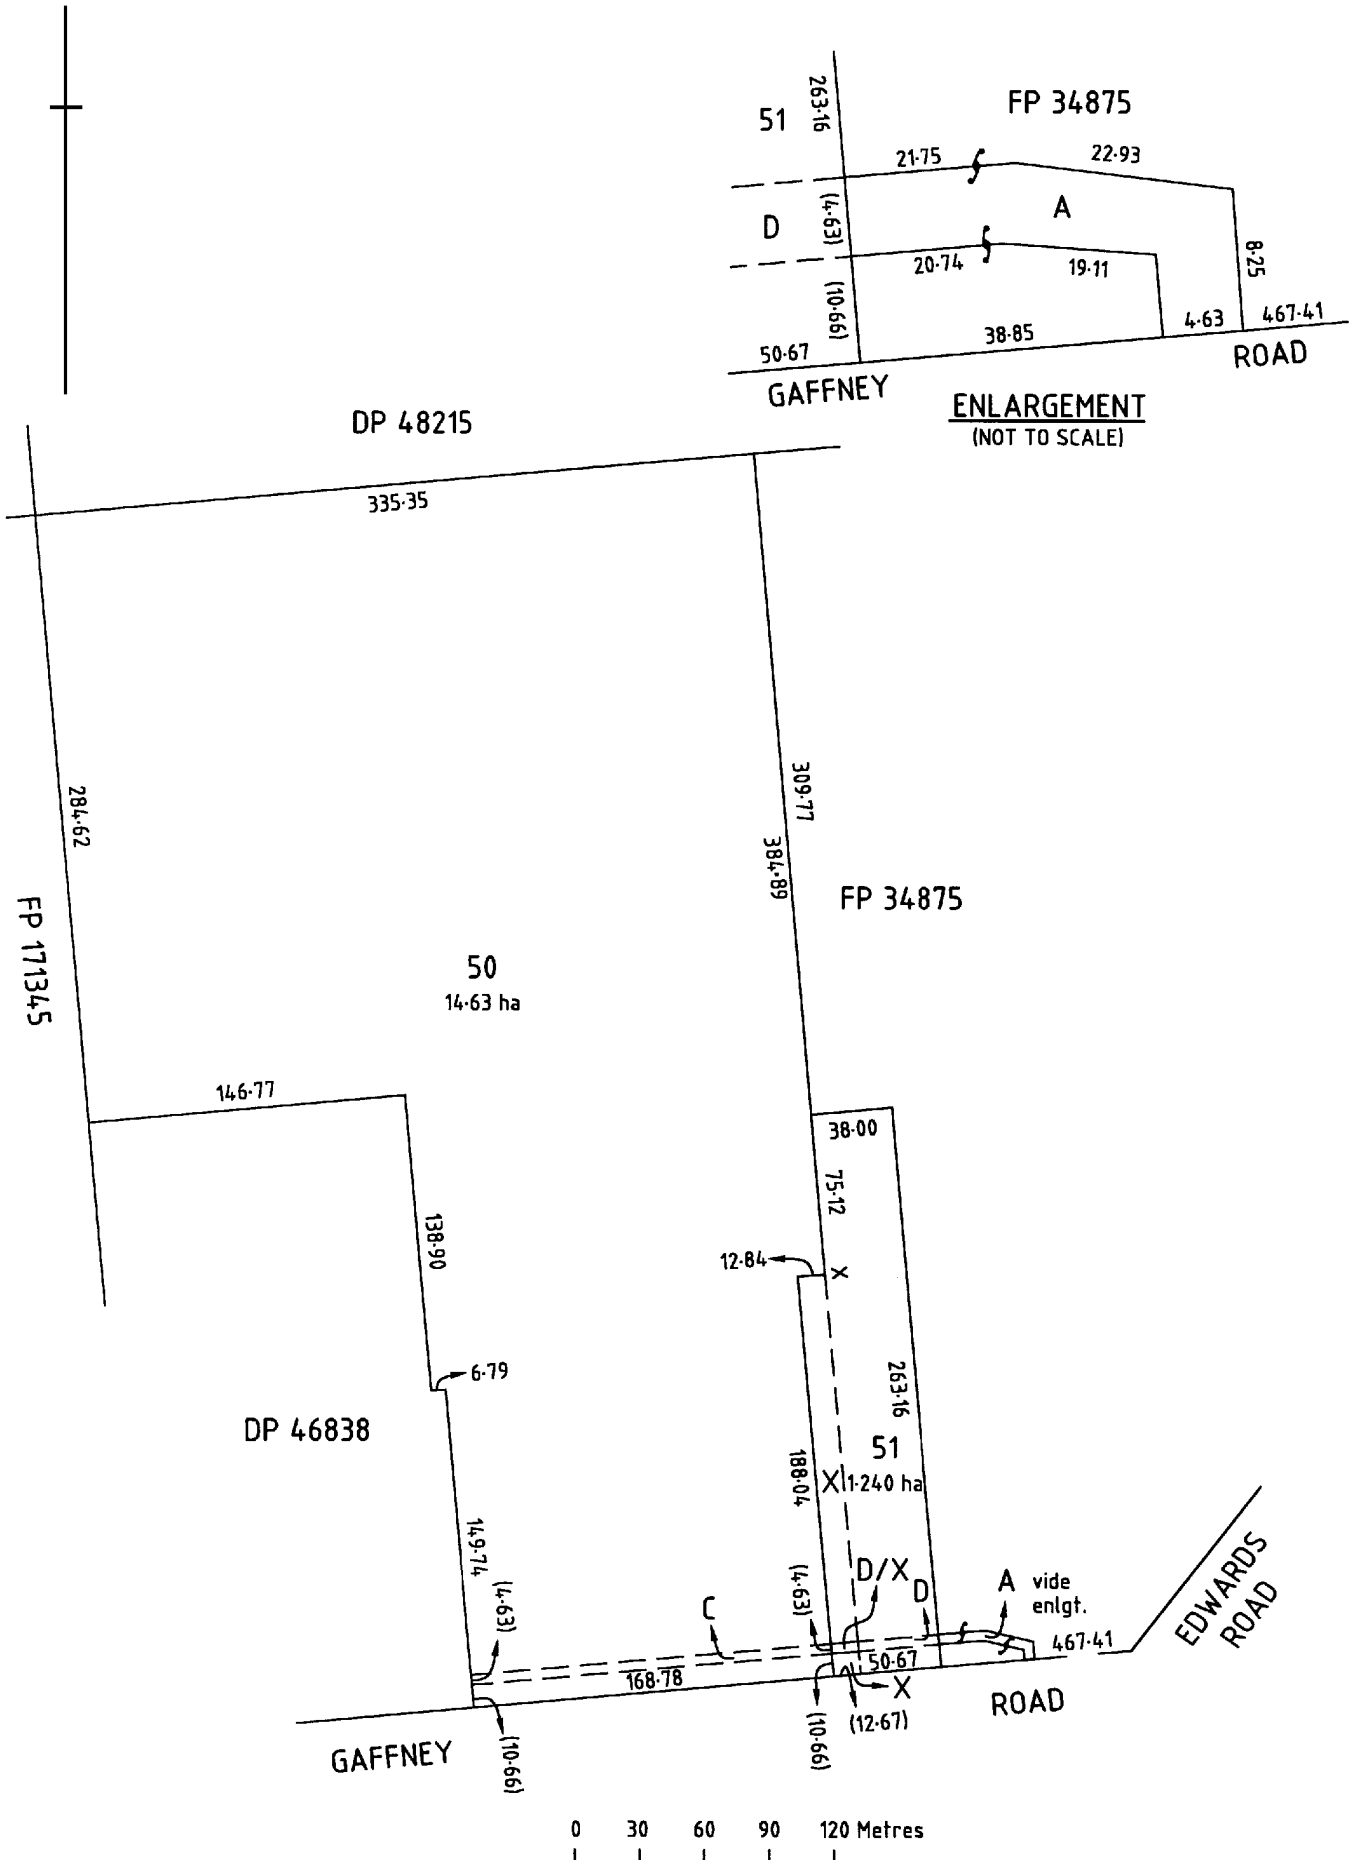 263·16
51
FP 34875
21·75
22·93
D
(4·63)
A
20·74
19·11
8·25
(10·66)
50·67
38·85
4·63
467·41
GAFFNEY
ROAD
ENLARGEMENT
(NOT TO SCALE)
DP 48215
335·35
284·62
309·77
384·89
FP 34875
FP 171345
50
14·63 ha
146·77
38·00
75·12
138·90
12·84
X
6·79
263·16
DP 46838
51
1·240 ha
188·04
X
149·74
(4·63)
(4·63)
D/X
D
A vide
enlgt.
C
EDWARDS
ROAD
467·41
168·78
50·67
X
(12·67)
ROAD
(10·66)
(10·66)
GAFFNEY
0 30 60 90 120 Metres